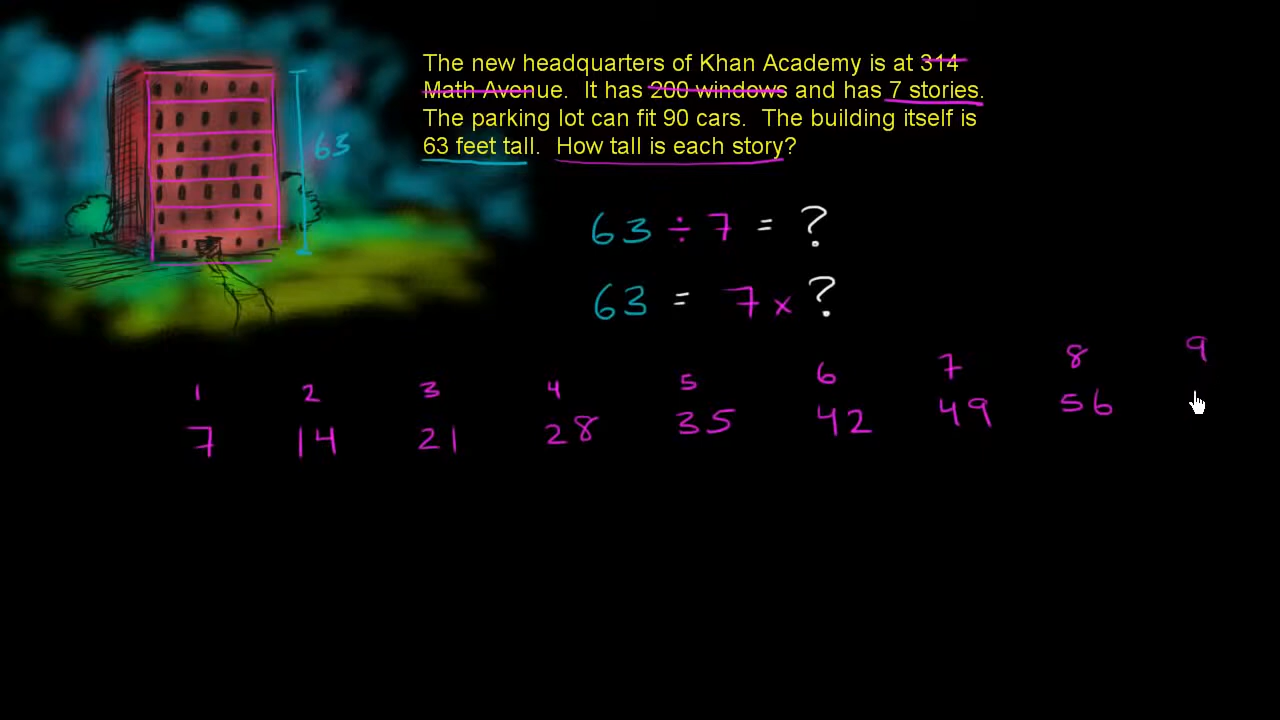 The new headquarters of Khan Academy is at 314
Math Avenue. It has 200 windows and has 7 stories.
The parking lot can fit 90 cars. The building itself is
63 feet tall. How tall is each story?
63
63 ÷ 7 = ?
63 = 7 x ?
1 2 3 4 5 6 7 8 9
7 14 21 28 35 42 49 56